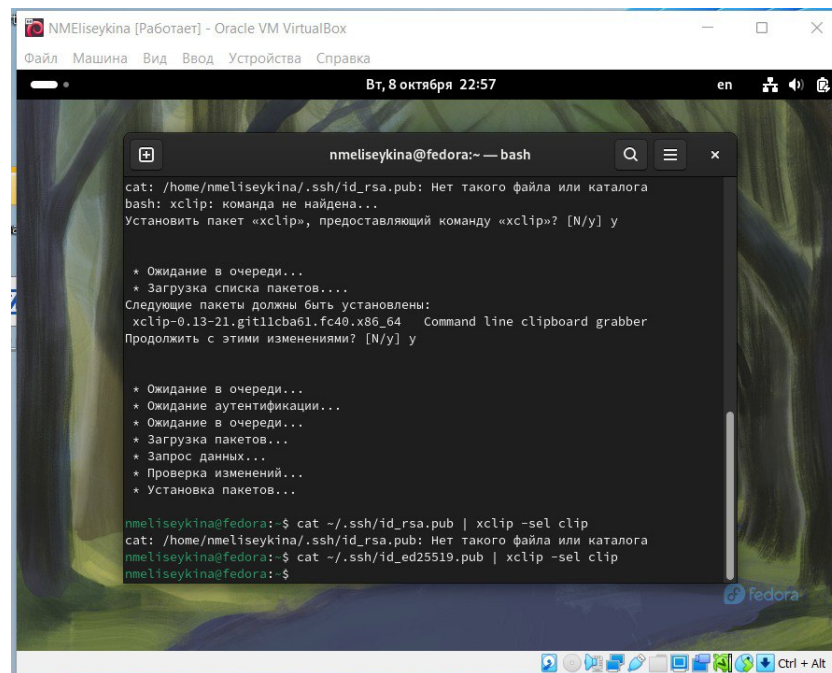 NMEliseykina [Работает] - Oracle VM VirtualBox
Файл Машина Вид Ввод Устройства Справка
Вт, 8 октября 22:57
en
nmeliseykina@fedora:~ — bash
cat: /home/nmeliseykina/.ssh/id_rsa.pub: Нет такого файла или каталога
bash: xclip: команда не найдена...
Установить пакет «xclip», предоставляющий команду «xclip»? [N/y] y
* Ожидание в очереди...
* Загрузка списка пакетов....
Следующие пакеты должны быть установлены:
xclip-0.13-21.git11cba61.fc40.x86_64 Command line clipboard grabber
Продолжить с этими изменениями? [N/y] y
* Ожидание в очереди...
* Ожидание аутентификации...
* Ожидание в очереди...
* Загрузка пакетов...
* Запрос данных...
* Проверка изменений...
* Установка пакетов...
nmeliseykina@fedora:~$ cat ~/.ssh/id_rsa.pub | xclip -sel clip
cat: /home/nmeliseykina/.ssh/id_rsa.pub: Нет такого файла или каталога
nmeliseykina@fedora:~$ cat ~/.ssh/id_ed25519.pub | xclip -sel clip
nmeliseykina@fedora:~$
fedora
Ctrl + Alt